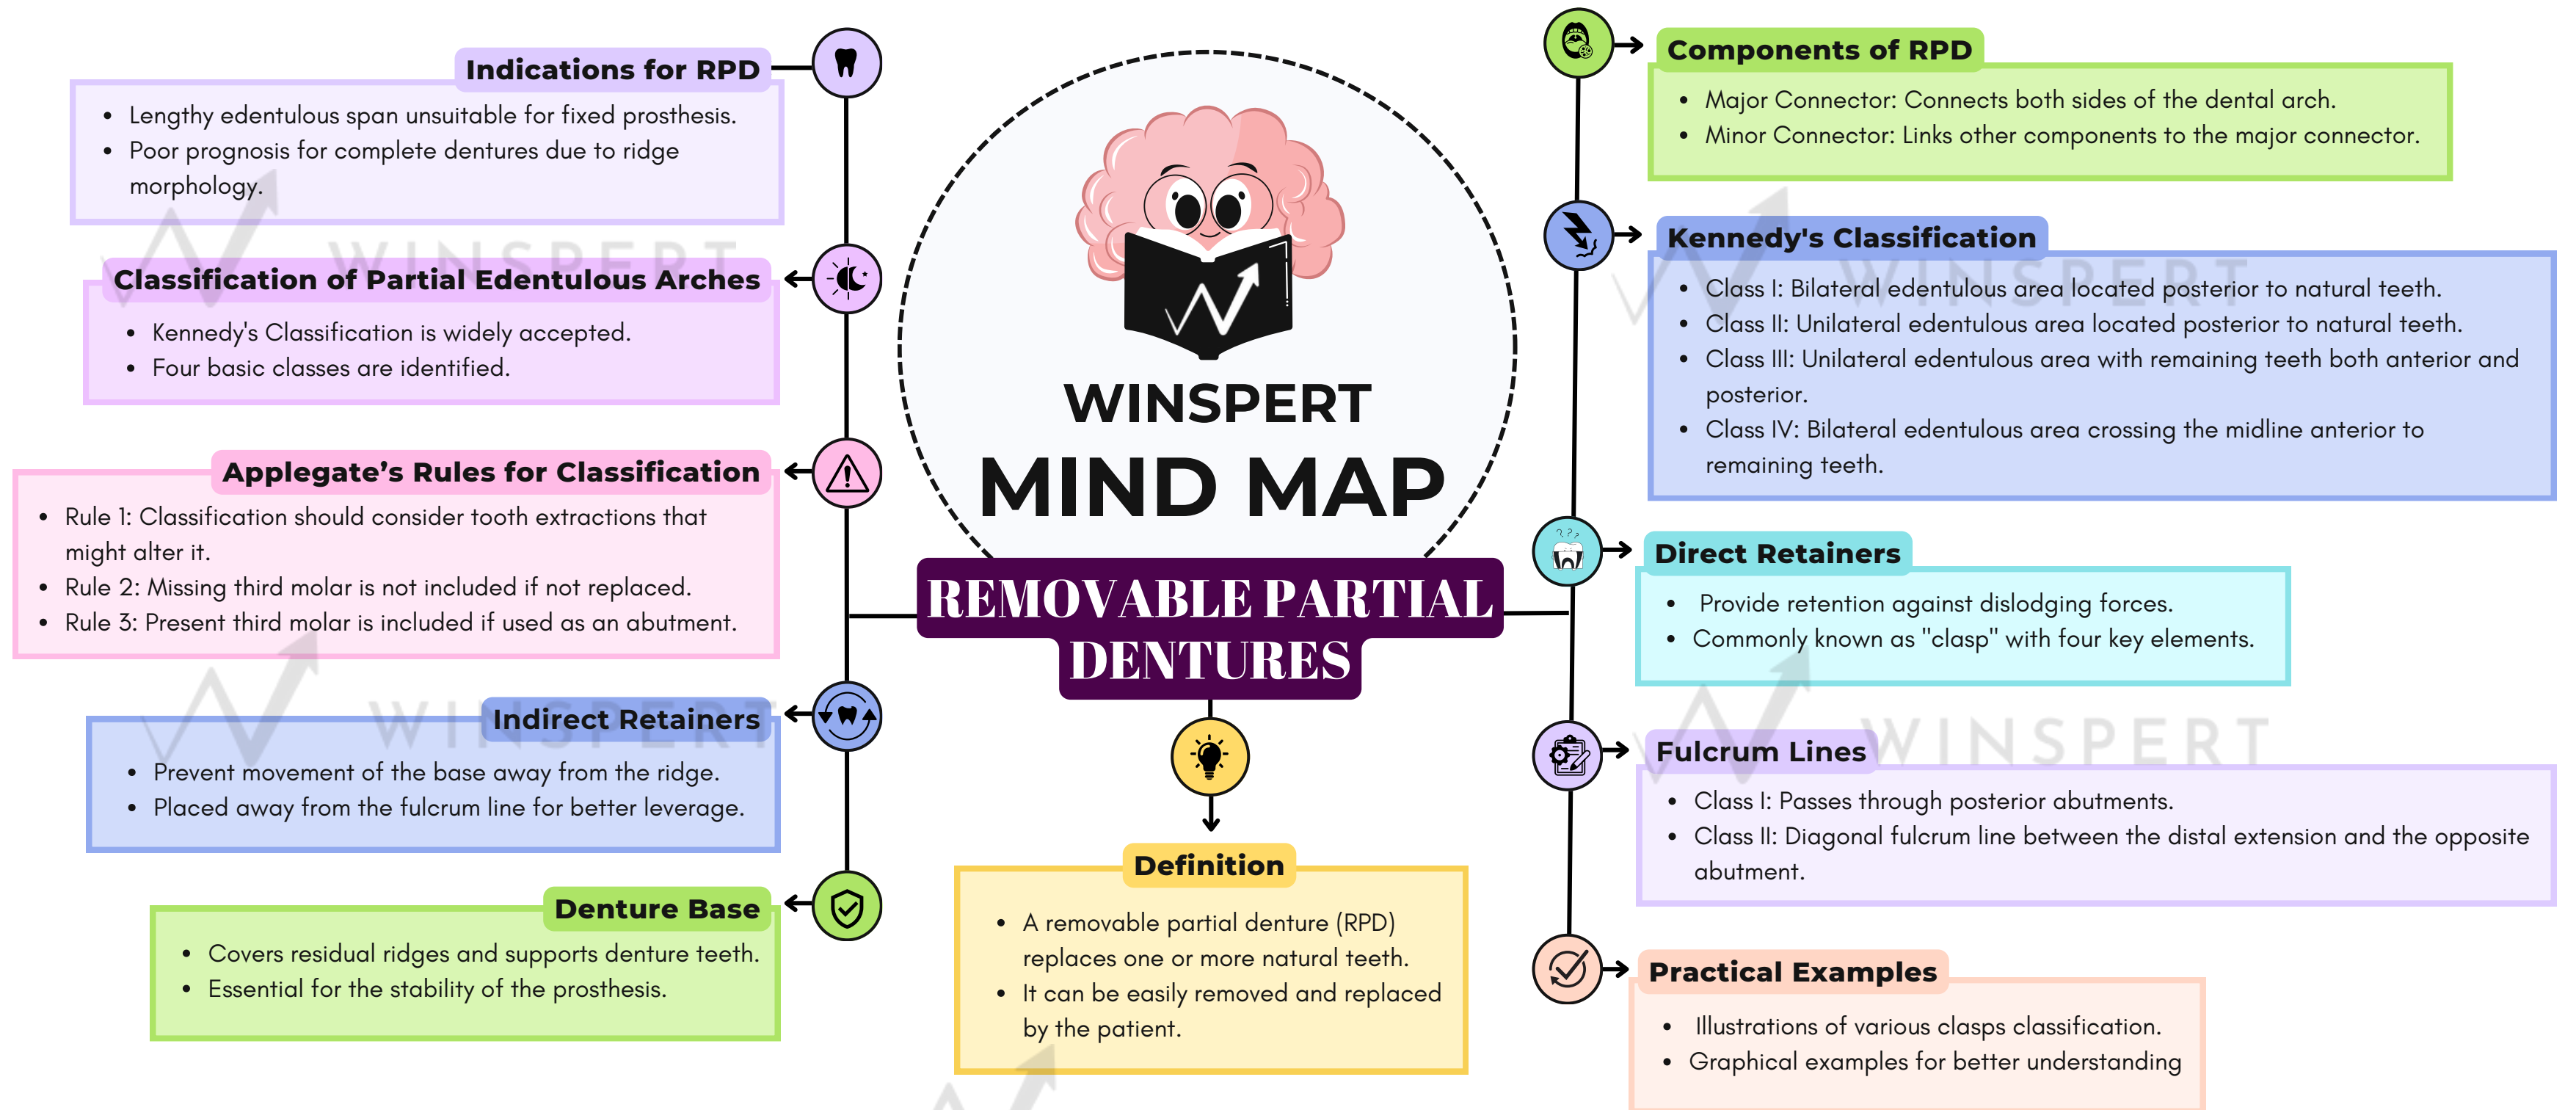 Indications for RPD
• Lengthy edentulous span unsuitable for fixed prosthesis.
• Poor prognosis for complete dentures due to ridge
morphology.
Classification of Partial Edentulous Arches
• Kennedy's Classification is widely accepted.
• Four basic classes are identified.
Applegate’s Rules for Classification
• Rule 1: Classification should consider tooth extractions that
might alter it.
• Rule 2: Missing third molar is not included if not replaced.
• Rule 3: Present third molar is included if used as an abutment.
Indirect Retainers
• Prevent movement of the base away from the ridge.
• Placed away from the fulcrum line for better leverage.
Denture Base
• Covers residual ridges and supports denture teeth.
• Essential for the stability of the prosthesis.
WINSPERT
MIND MAP
REMOVABLE PARTIAL
DENTURES
Definition
• A removable partial denture (RPD)
replaces one or more natural teeth.
• It can be easily removed and replaced
by the patient.
Components of RPD
• Major Connector: Connects both sides of the dental arch.
• Minor Connector: Links other components to the major connector.
Kennedy's Classification
• Class I: Bilateral edentulous area located posterior to natural teeth.
• Class II: Unilateral edentulous area located posterior to natural teeth.
• Class III: Unilateral edentulous area with remaining teeth both anterior and
posterior.
• Class IV: Bilateral edentulous area crossing the midline anterior to
remaining teeth.
Direct Retainers
• Provide retention against dislodging forces.
• Commonly known as "clasp" with four key elements.
Fulcrum Lines
• Class I: Passes through posterior abutments.
• Class II: Diagonal fulcrum line between the distal extension and the opposite
abutment.
Practical Examples
• Illustrations of various clasps classification.
• Graphical examples for better understanding
WINSPERT
WINSPERT
WINSPERT
WINSPERT